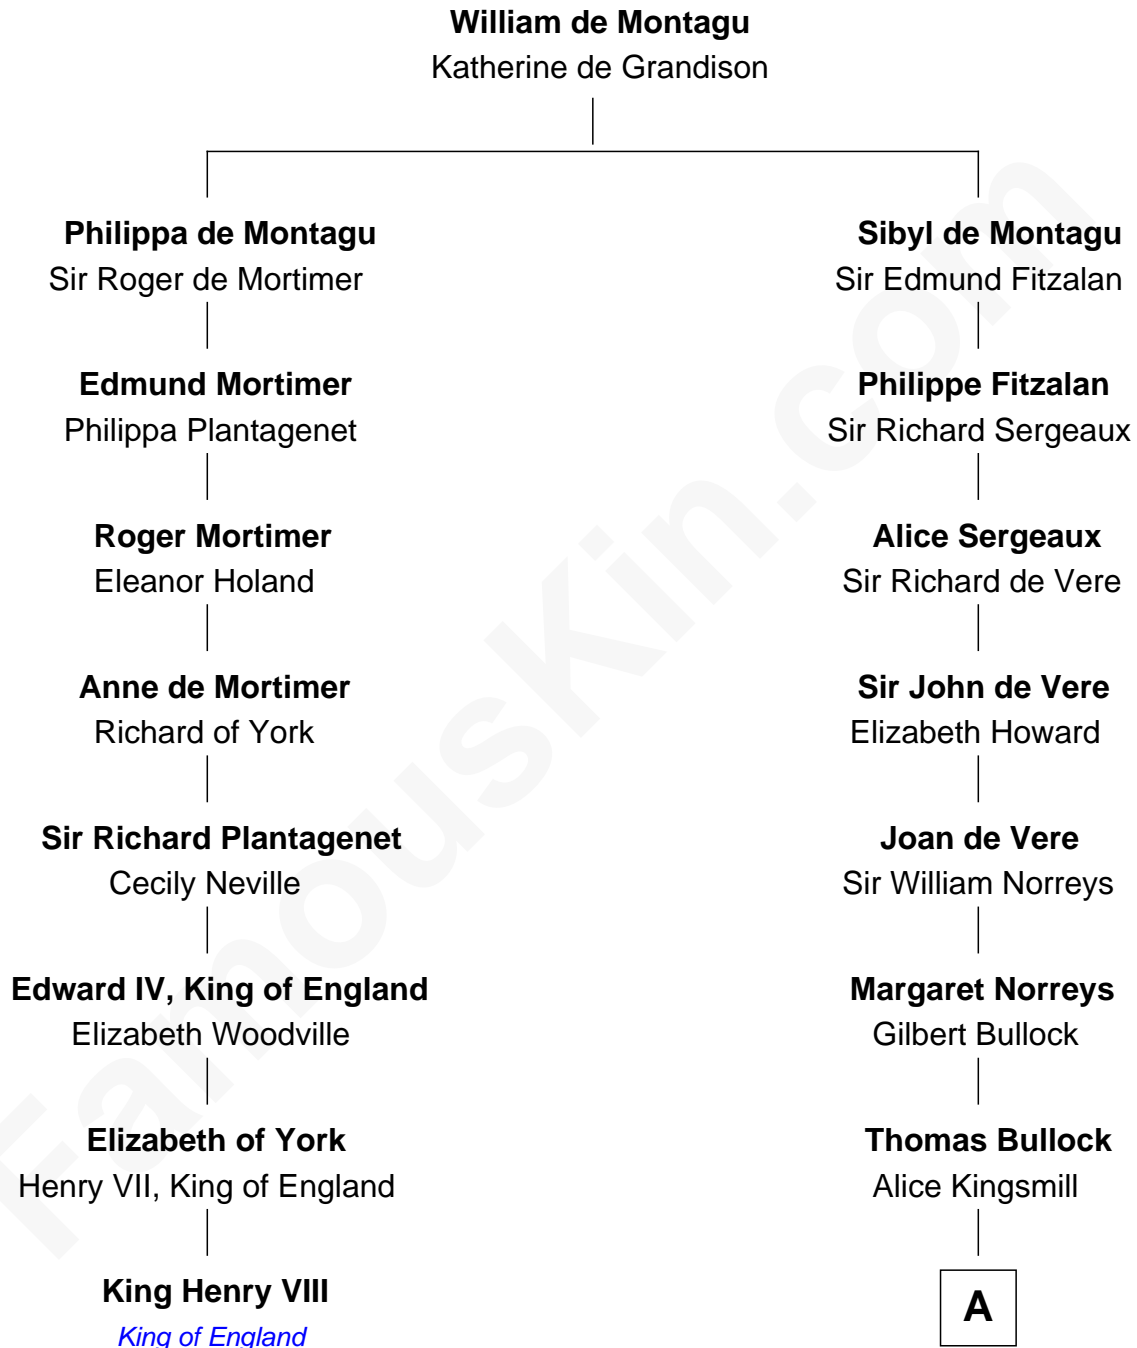 William de Montagu
Katherine de Grandison
Philippa de Montagu
Sir Roger de Mortimer
Sibyl de Montagu
Sir Edmund Fitzalan
Edmund Mortimer
Philippa Plantagenet
Philippe Fitzalan
Sir Richard Sergeaux
Roger Mortimer
Eleanor Holand
Alice Sergeaux
Sir Richard de Vere
Anne de Mortimer
Richard of York
Sir John de Vere
Elizabeth Howard
Sir Richard Plantagenet
Cecily Neville
Joan de Vere
Sir William Norreys
Edward IV, King of England
Elizabeth Woodville
Margaret Norreys
Gilbert Bullock
Elizabeth of York
Henry VII, King of England
Thomas Bullock
Alice Kingsmill
King Henry VIII
King of England
A
FamousKin.com